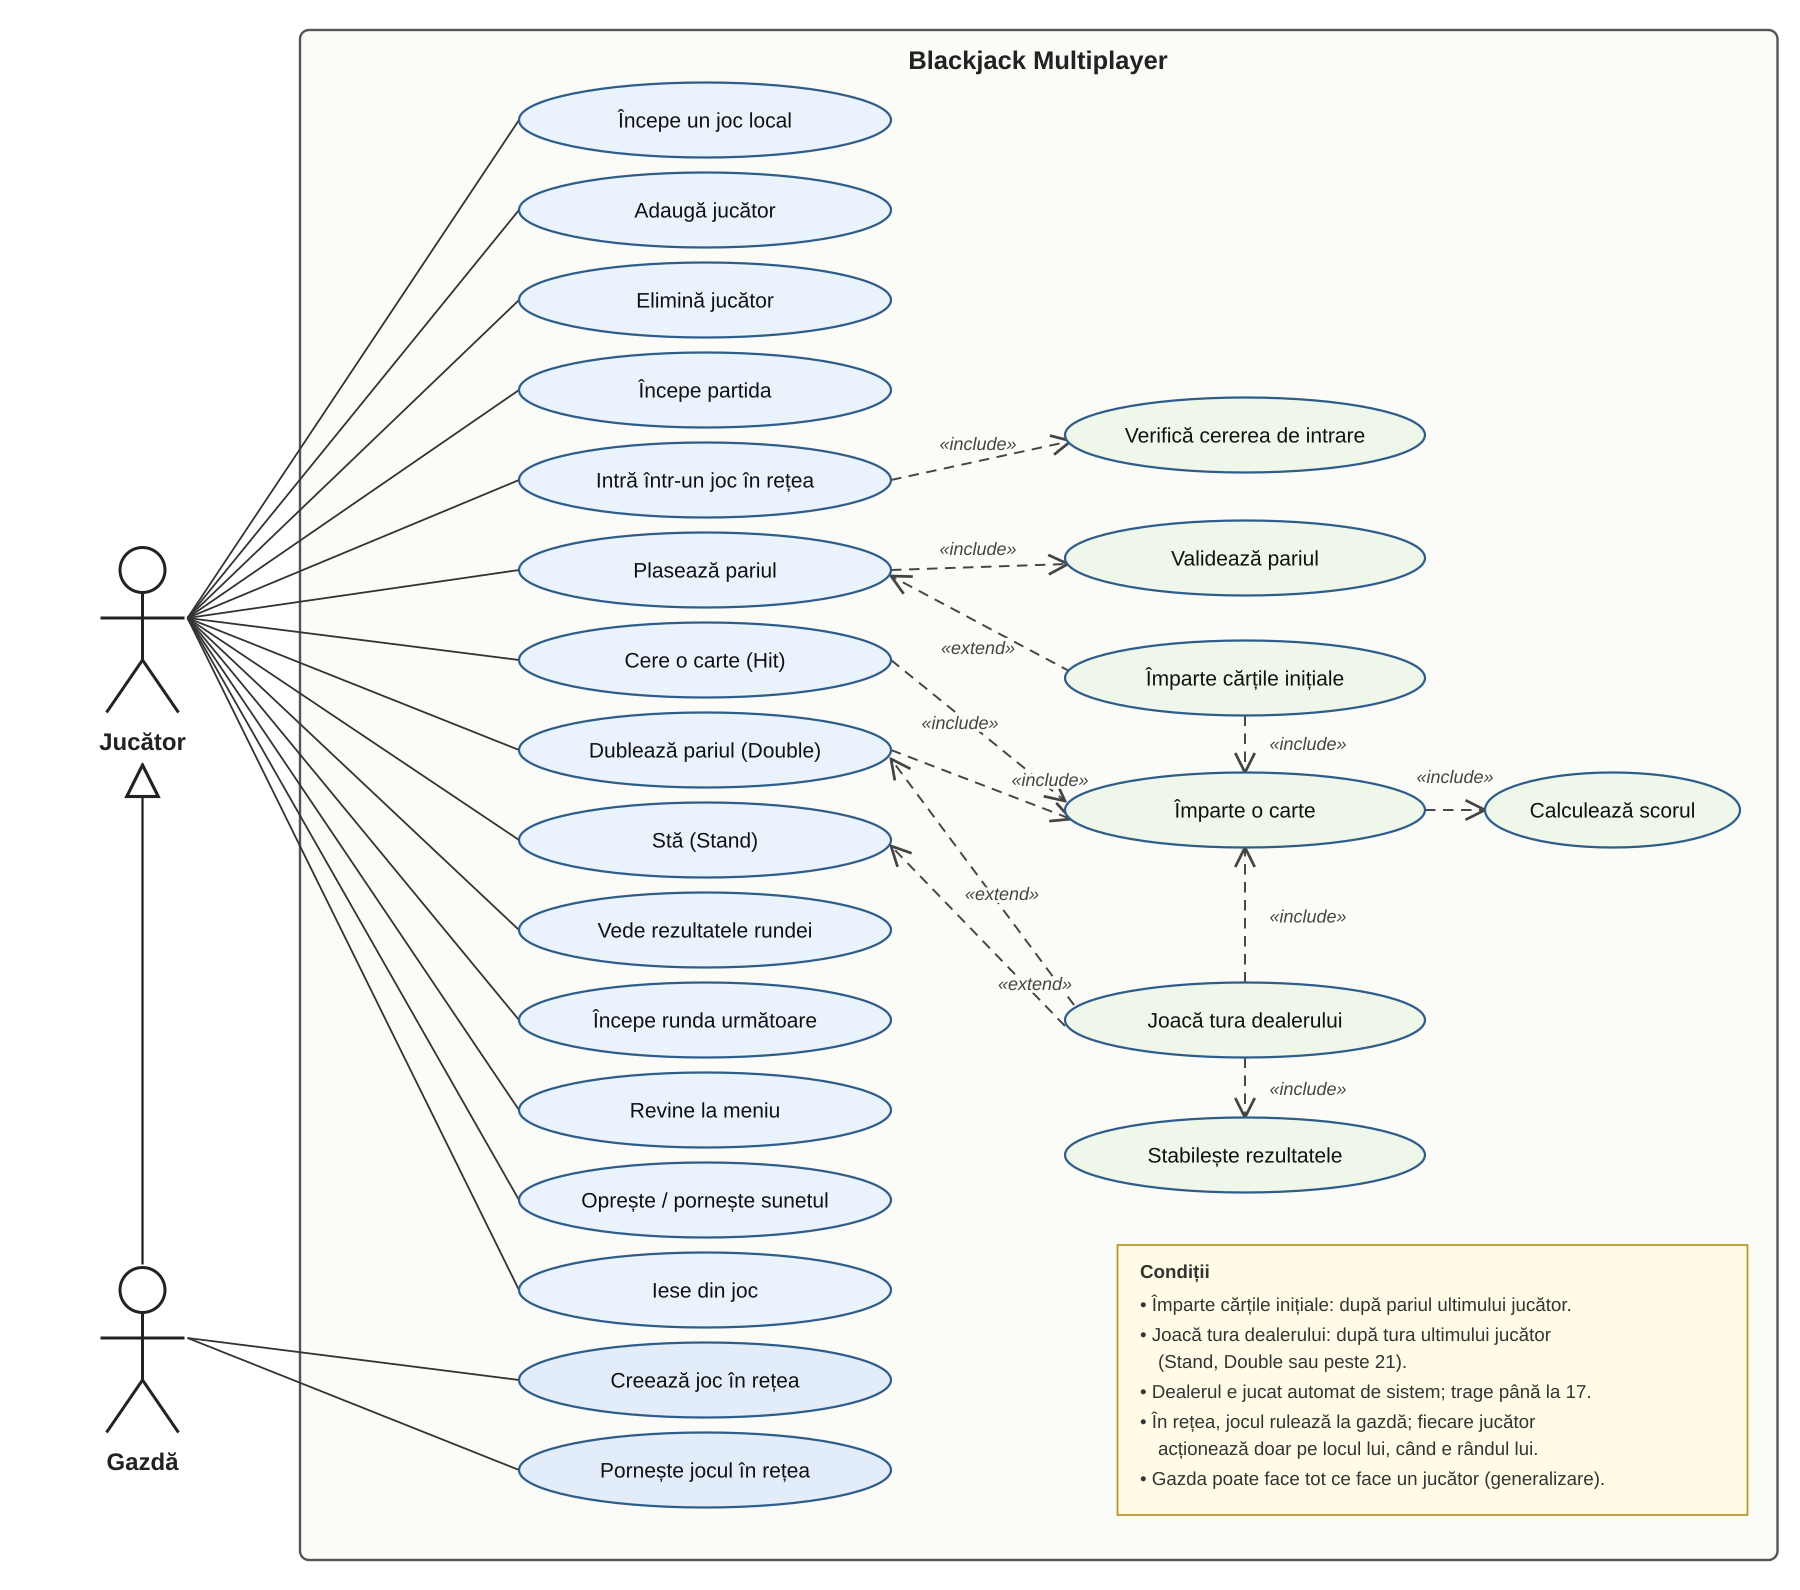 Blackjack Multiplayer
Începe un joc local
Adaugă jucător
Elimină jucător
Începe partida
Intră într-un joc în rețea
«include»
Verifică cererea de intrare
Plasează pariul
«include»
Validează pariul
«extend»
Cere o carte (Hit)
Împarte cărțile inițiale
«include»
«include»
Jucător
Dublează pariul (Double)
«include»
«include»
Împarte o carte
Calculează scorul
Stă (Stand)
«extend»
«include»
Vede rezultatele rundei
«extend»
Începe runda următoare
Joacă tura dealerului
«include»
Revine la meniu
Stabilește rezultatele
Oprește / pornește sunetul
Iese din joc
Creează joc în rețea
Gazdă
Pornește jocul în rețea
Condiții
• Împarte cărțile inițiale: după pariul ultimului jucător.
• Joacă tura dealerului: după tura ultimului jucător
(Stand, Double sau peste 21).
• Dealerul e jucat automat de sistem; trage până la 17.
• În rețea, jocul rulează la gazdă; fiecare jucător
acționează doar pe locul lui, când e rândul lui.
• Gazda poate face tot ce face un jucător (generalizare).